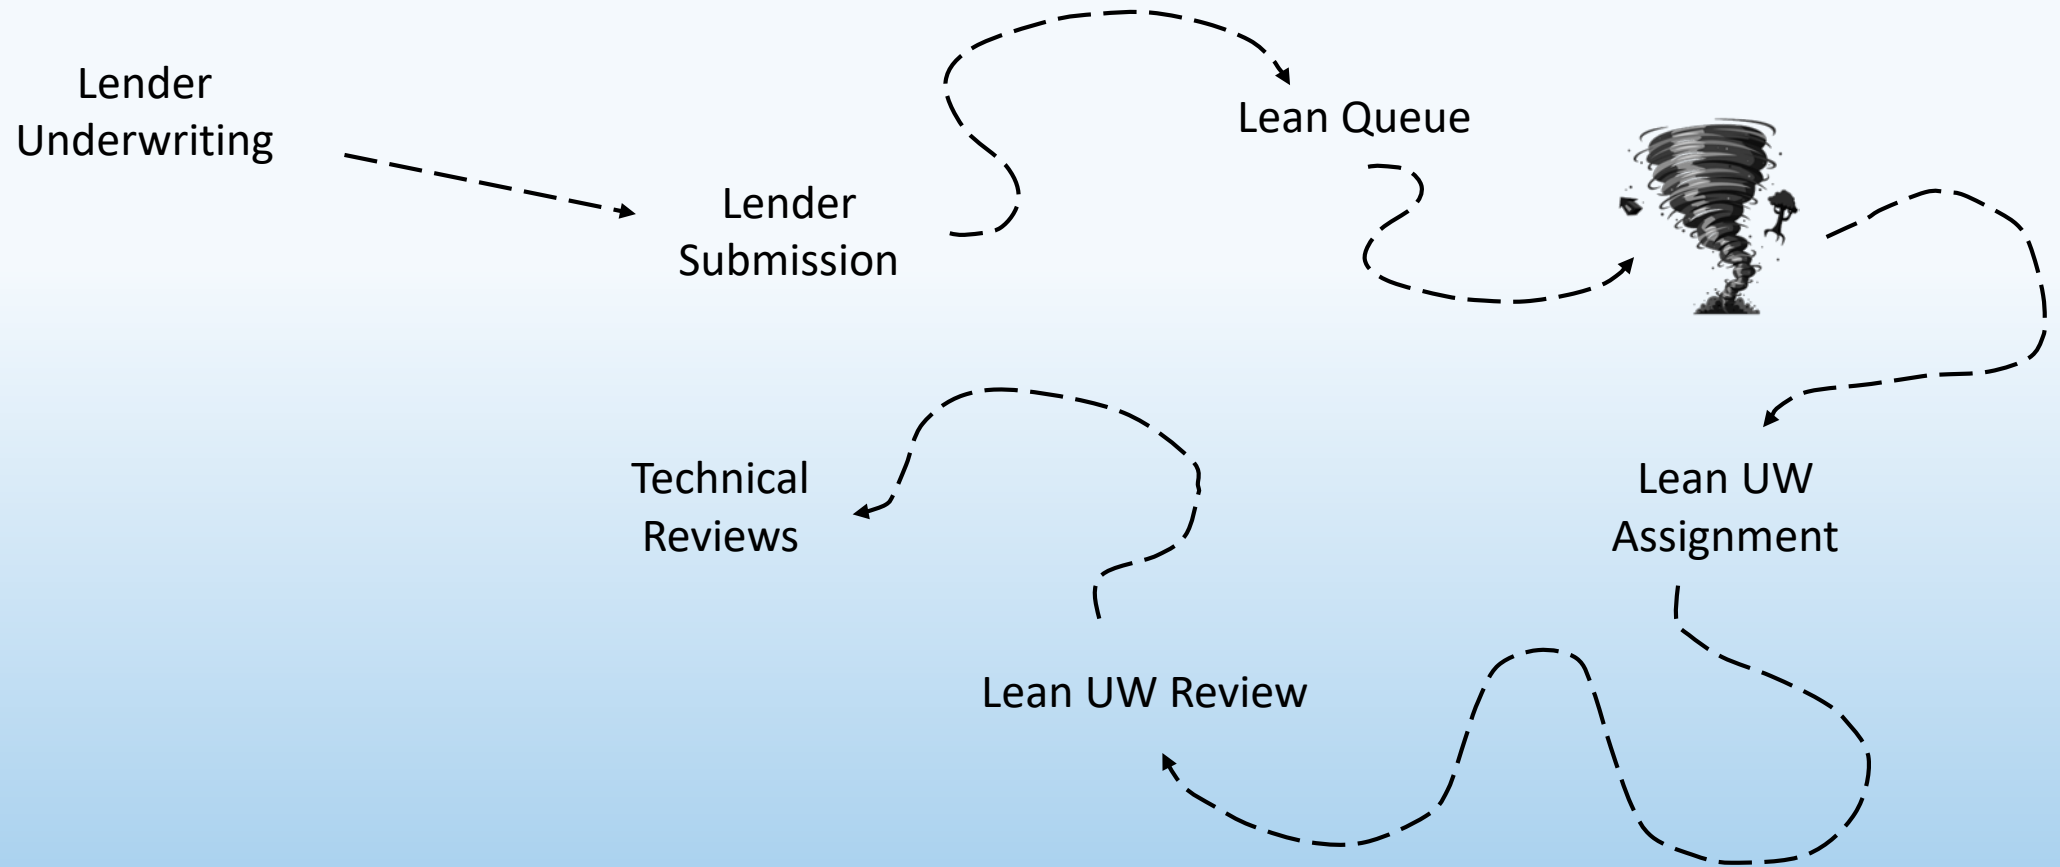 Lender
Underwriting
Lender
Submission
Lean Queue
Lean UW
Assignment
Lean UW Review
Technical
Reviews